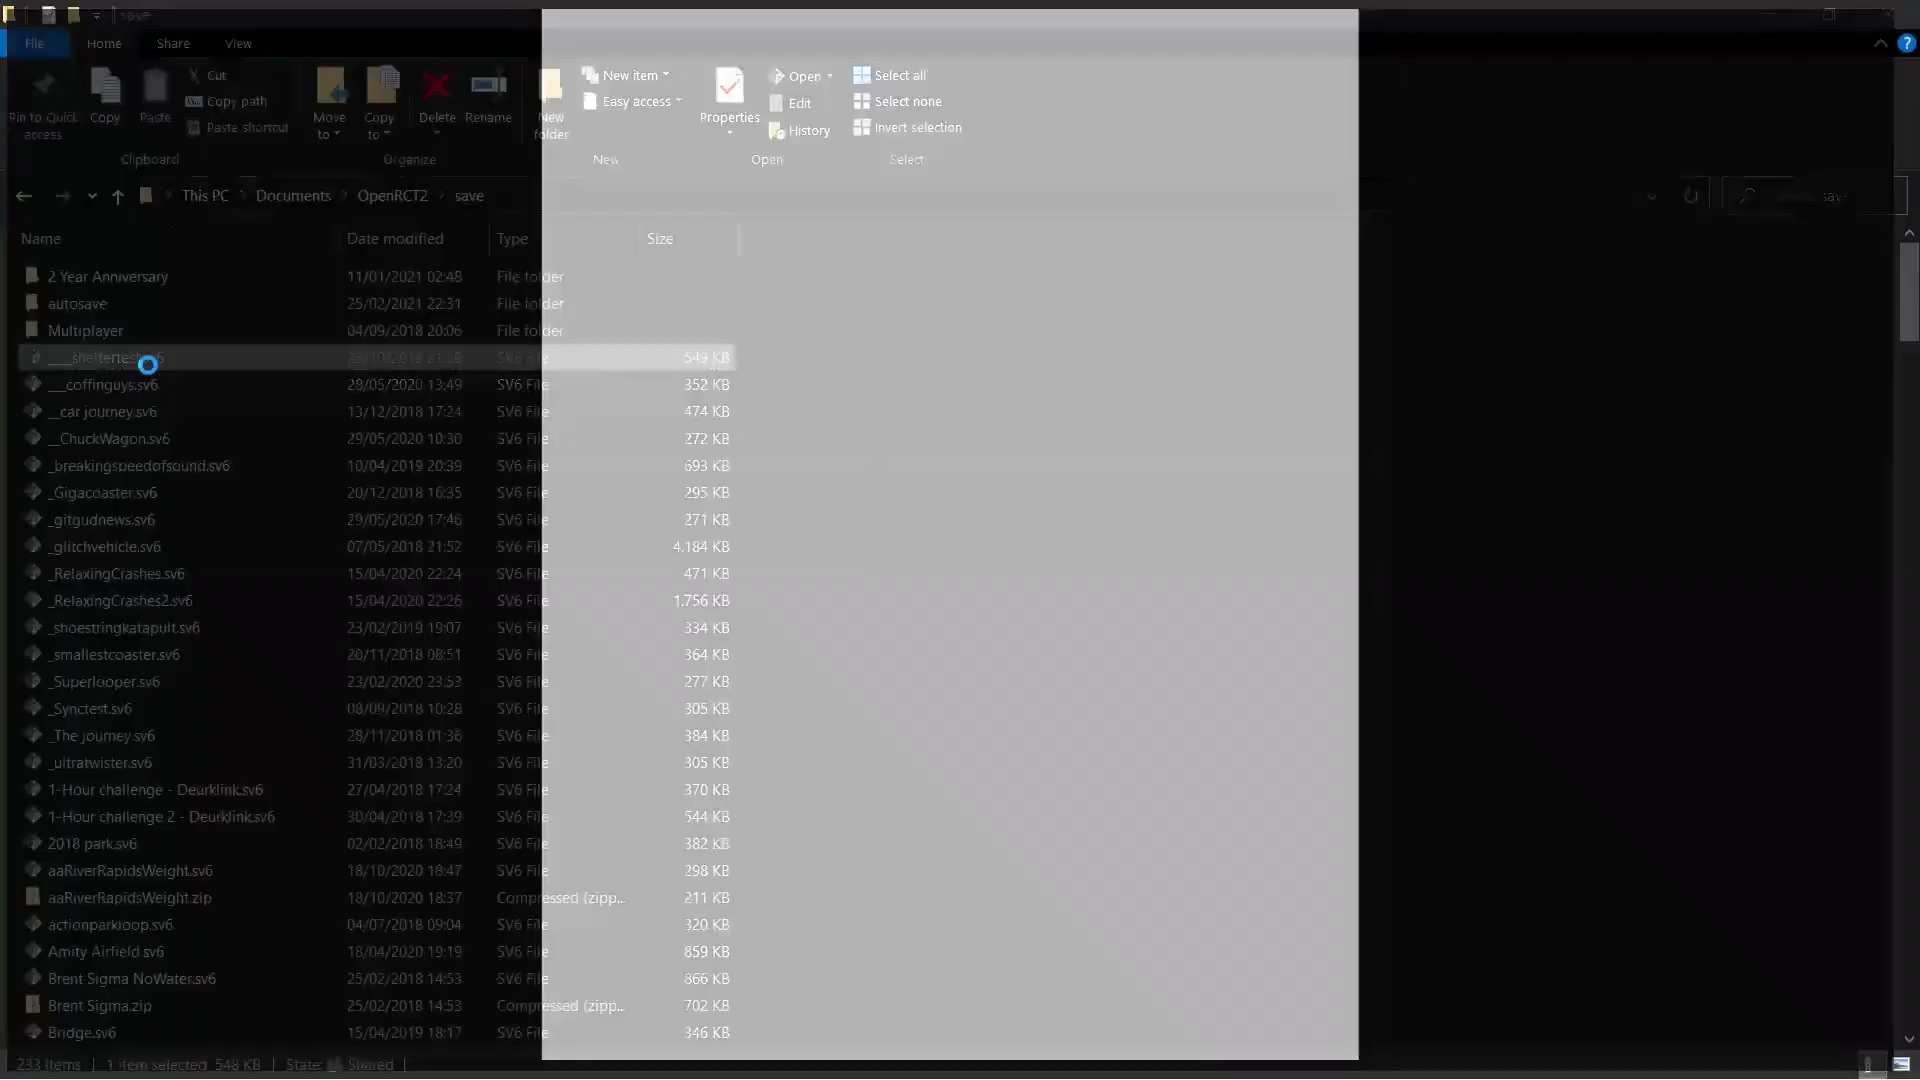 save
File Home Share View
Pin to Quick access
Copy
Paste
Cut
Copy path
Paste shortcut
Clipboard
Move to
Copy to
Delete
Rename
Organize
New folder
New item
Easy access
New
Properties
Open
Edit
History
Open
Select all
Select none
Invert selection
Select
This PC Documents OpenRCT2 save
save
Name Date modified Type Size
2 Year Anniversary 11/01/2021 02:48 File folder
autosave 25/02/2021 22:31 File folder
Multiplayer 04/09/2018 20:06 File folder
21:28 SV6 File 549 KB
___coffinguys.sv6 28/05/2020 13:49 SV6 File 352 KB
__car journey.sv6 13/12/2018 17:24 SV6 File 474 KB
__ChuckWagon.sv6 29/05/2020 10:30 SV6 File 272 KB
_breakingspeedofsound.sv6 10/04/2019 20:39 SV6 File 693 KB
_Gigacoaster.sv6 20/12/2018 16:35 SV6 File 295 KB
_gitgudnews.sv6 29/05/2020 17:46 SV6 File 271 KB
_glitchvehicle.sv6 07/05/2018 21:52 SV6 File 4.184 KB
_RelaxingCrashes.sv6 15/04/2020 22:24 SV6 File 471 KB
_RelaxingCrashes2.sv6 15/04/2020 22:26 SV6 File 1.756 KB
_shoestringkatapult.sv6 23/02/2019 19:07 SV6 File 334 KB
_smallestcoaster.sv6 20/11/2018 08:51 SV6 File 364 KB
_Superlooper.sv6 23/02/2020 23:53 SV6 File 277 KB
_Synctest.sv6 08/09/2018 10:28 SV6 File 305 KB
_The journey.sv6 28/11/2018 01:36 SV6 File 384 KB
_ultratwister.sv6 31/03/2018 13:20 SV6 File 305 KB
1-Hour challenge - Deurklink.sv6 27/04/2018 17:24 SV6 File 370 KB
1-Hour challenge 2 - Deurklink.sv6 30/04/2018 17:39 SV6 File 544 KB
2018 park.sv6 02/02/2018 18:49 SV6 File 382 KB
aaRiverRapidsWeight.sv6 18/10/2020 18:47 SV6 File 298 KB
aaRiverRapidsWeight.zip 18/10/2020 18:37 Compressed (zipp... 211 KB
actionparkloop.sv6 04/07/2018 09:04 SV6 File 320 KB
Amity Airfield.sv6 18/04/2020 19:19 SV6 File 859 KB
Brent Sigma NoWater.sv6 25/02/2018 14:53 SV6 File 866 KB
Brent Sigma.zip 25/02/2018 14:53 Compressed (zipp... 702 KB
Bridge.sv6 15/04/2019 18:17 SV6 File 346 KB
233 items 1 item selected 548 KB State: Shared